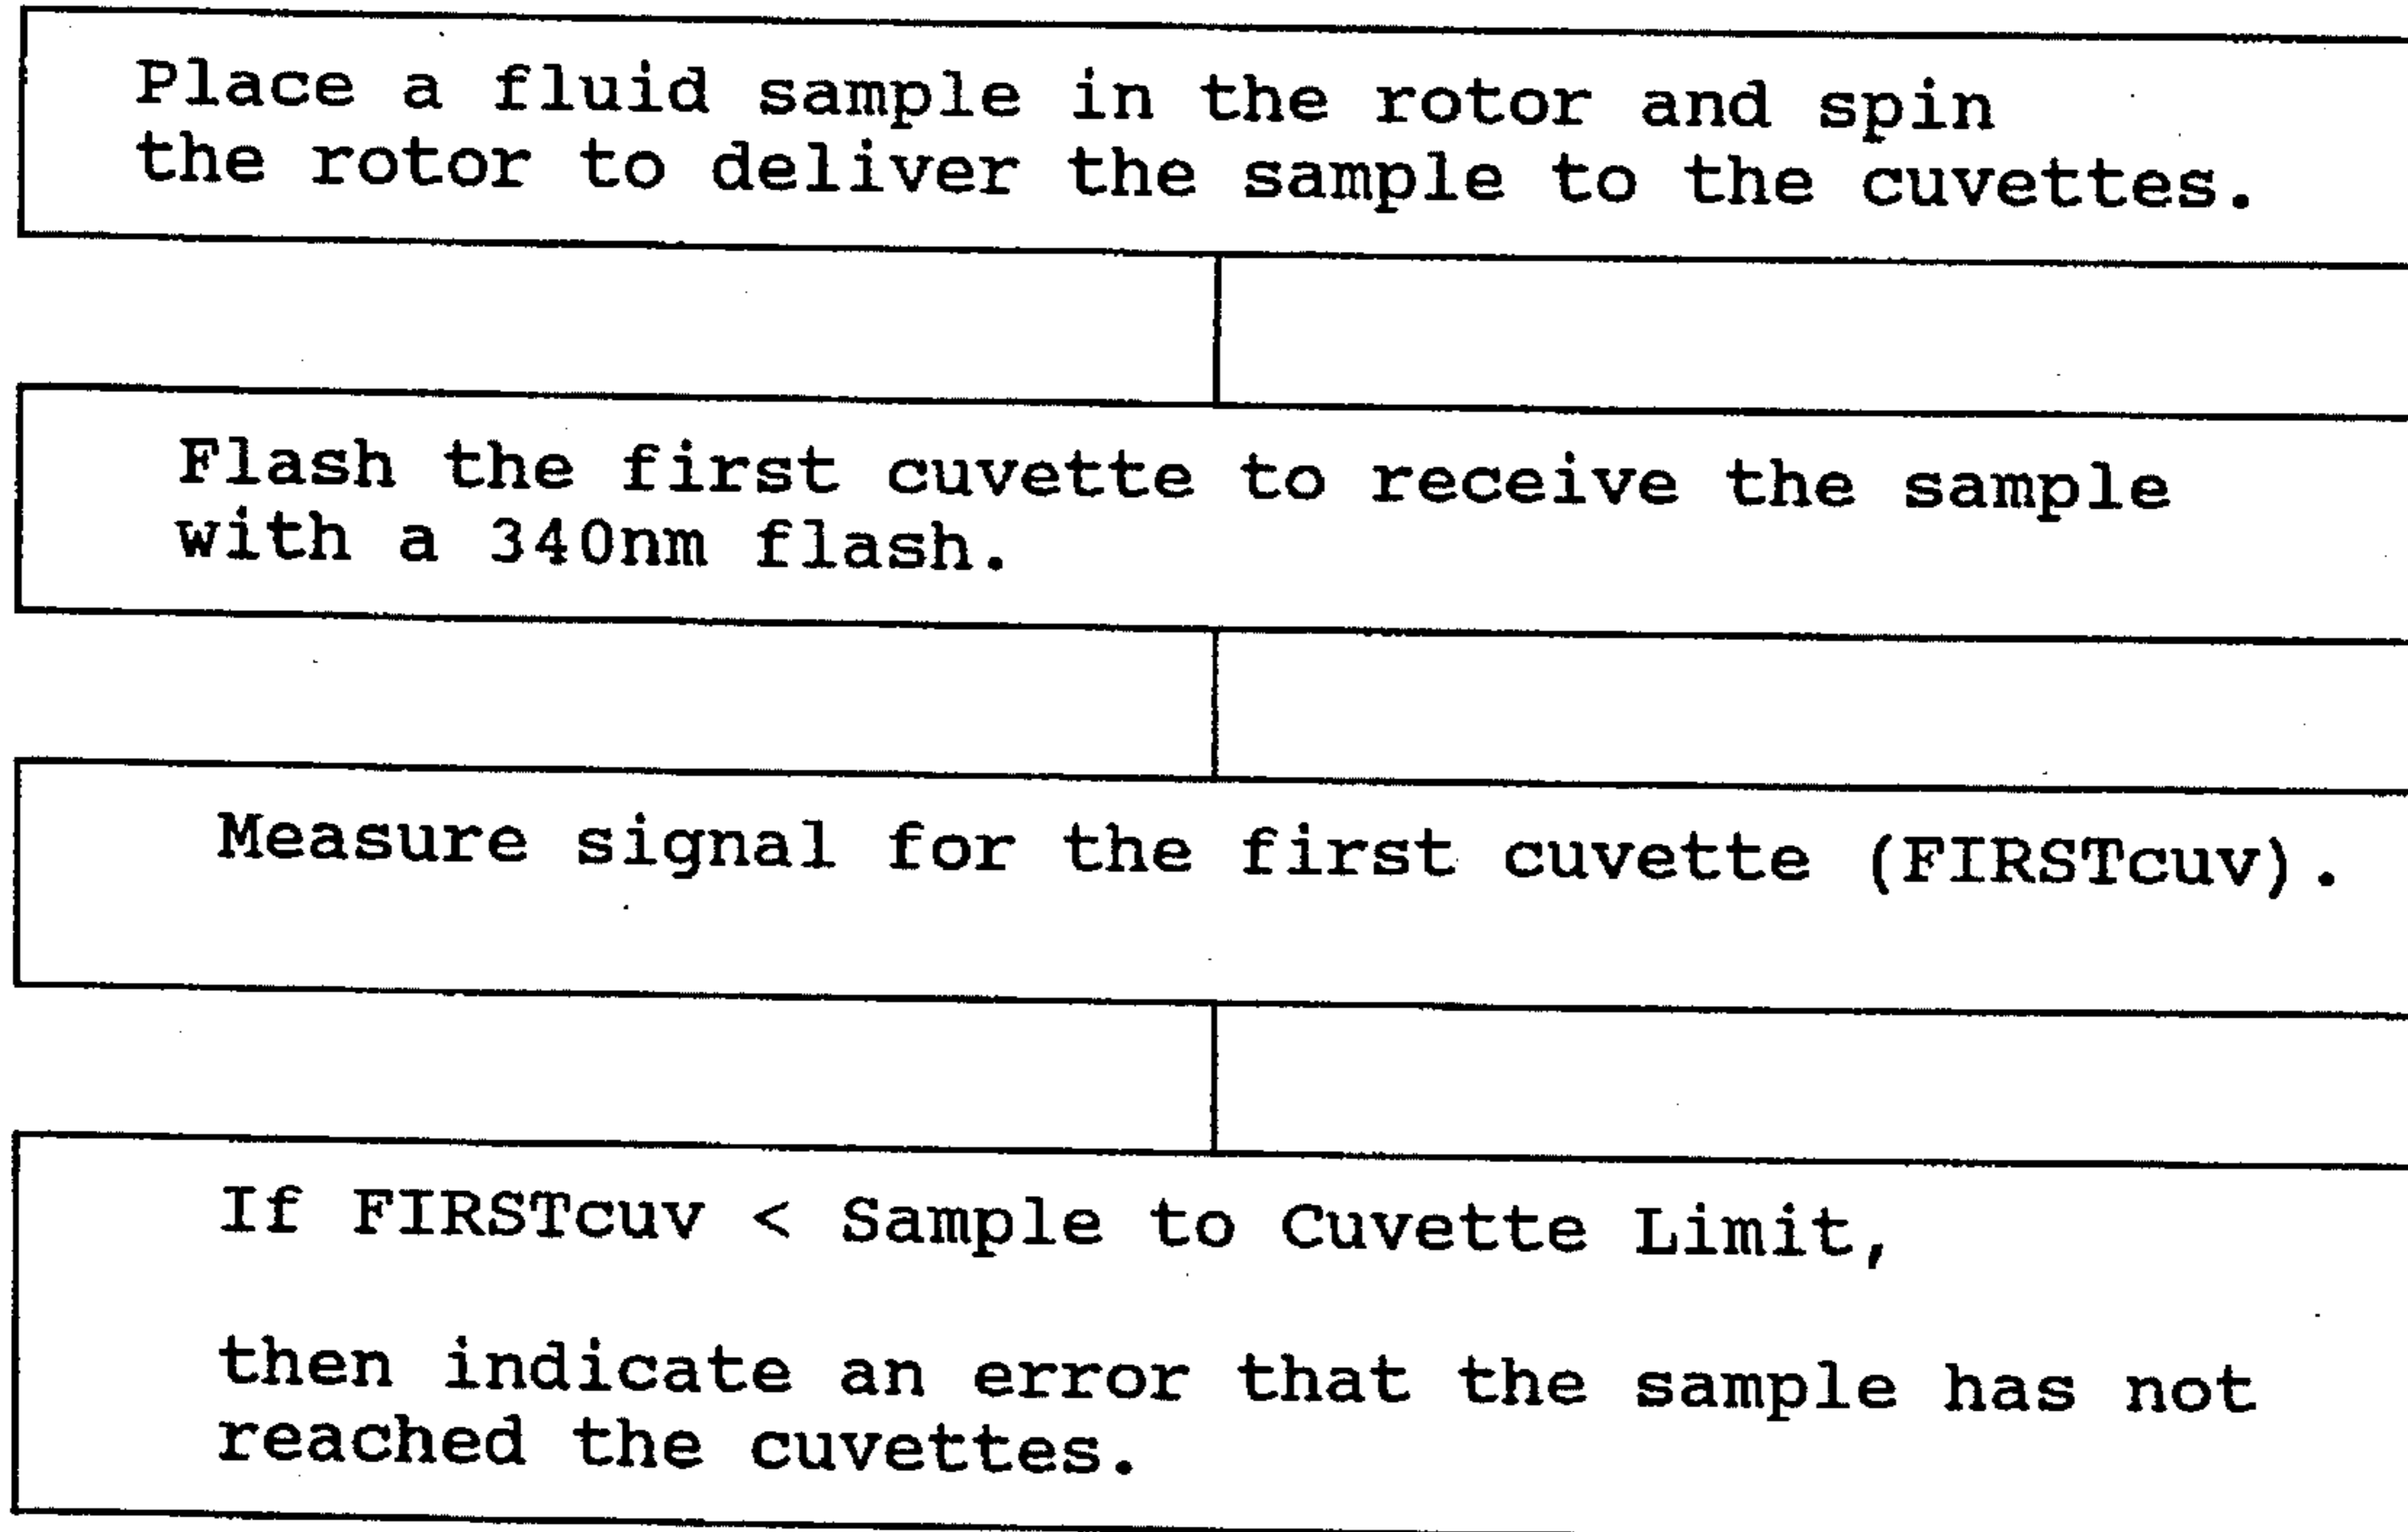 Place a fluid sample in the rotor and spin
the rotor to deliver the sample to the cuvettes.
Flash the first cuvette to receive the sample
with a 340nm flash.
Measure signal for the first cuvette (FIRSTcuv).
If FIRSTcuv < Sample to Cuvette Limit,
then indicate an error that the sample has not
reached the cuvettes.